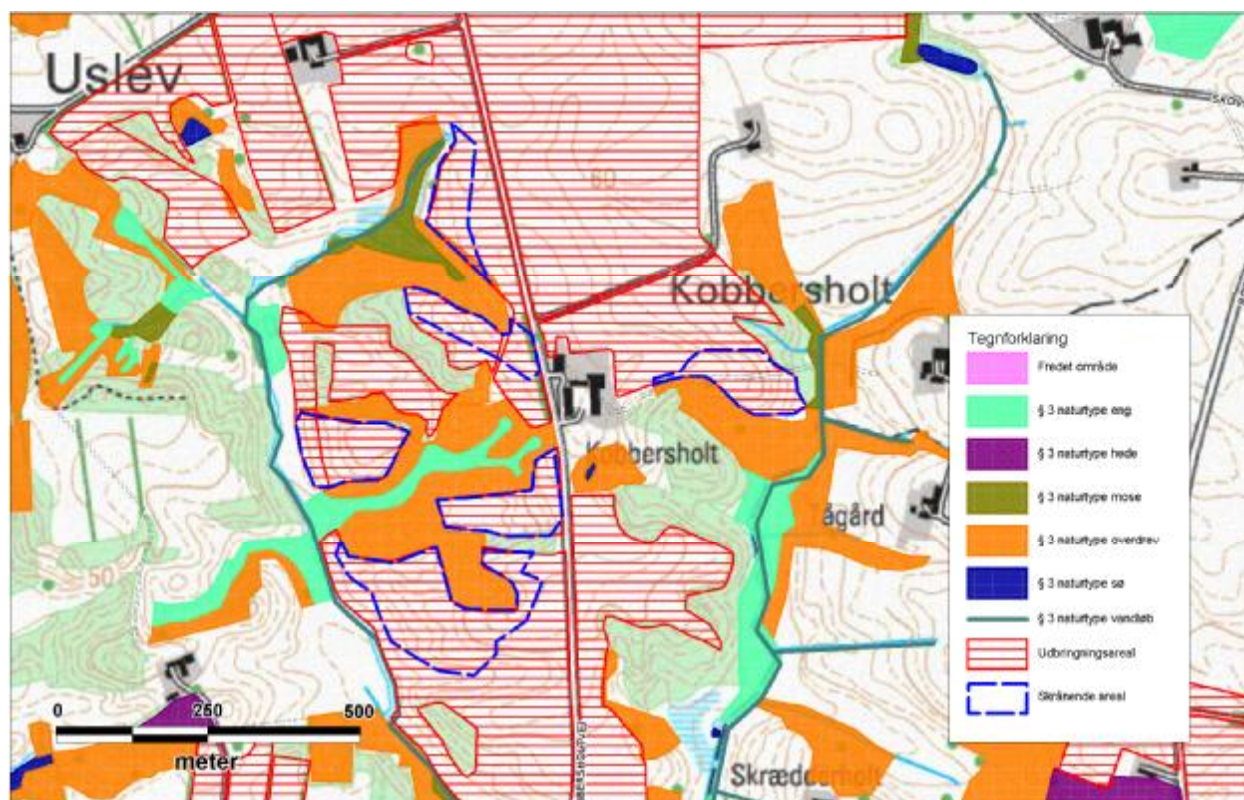 Uslev
60
Kobbersholt
Tegnforklaring
Fredet område
§ 3 naturtype eng
§ 3 naturtype hede
Kobbersholt
§ 3 naturtype mose
ågård
§ 3 naturtype overdrev
50
§ 3 naturtype sø
§ 3 naturtype vandløb
Udbringningsareal
Skrånende areal
0 250 500
meter
Skrædderholt